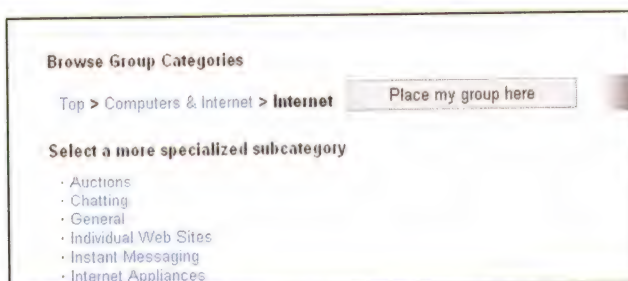 Browse Group Categories
Top > Computers & Internet > Internet Place my group here
Select a more specialized subcategory
· Auctions
· Chatting
· General
· Individual Web Sites
· Instant Messaging
· Internet Appliances